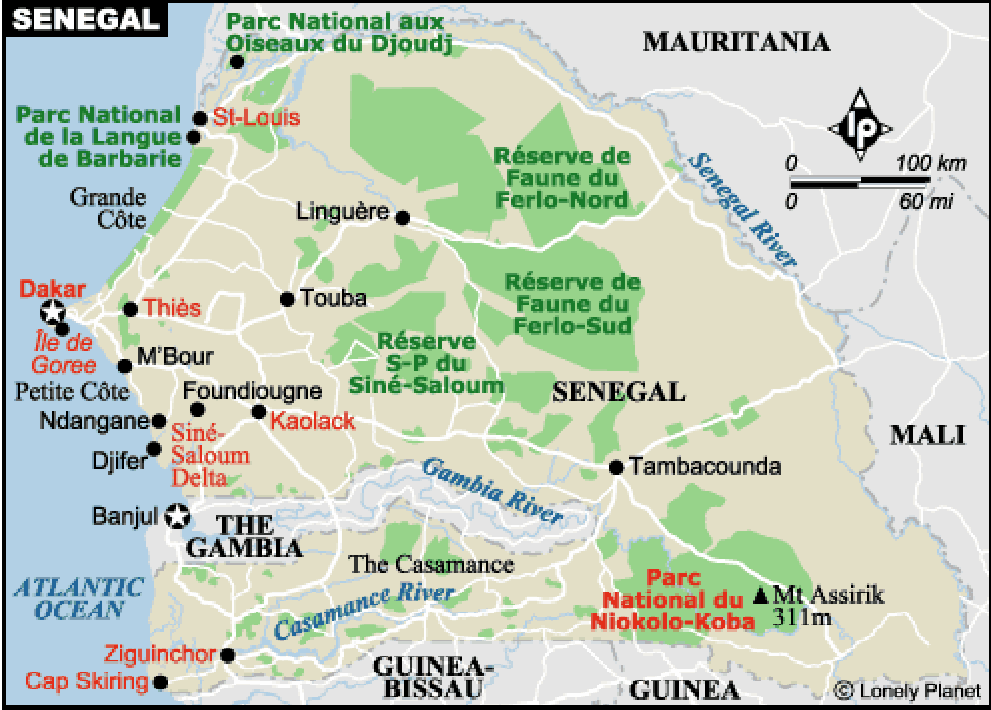 SENEGAL
Parc National aux
Oiseaux du Djoudj
MAURITANIA
Parc National
de la Langue
de Barbarie
St-Louis
lp
0 100 km
0 60 mi
Réserve de
Faune du
Ferlo-Nord
Senegal River
Grande
Côte
Linguère
Dakar
Thiès
Touba
Réserve de
Faune du
Ferlo-Sud
Île de
Goree
M'Bour
Réserve
S-P du
Siné-Saloum
Petite Côte
Foundiougne
SENEGAL
Ndangane
Kaolack
MALI
Djifer
Siné-
Saloum
Delta
Tambacounda
Gambia River
Banjul
THE
GAMBIA
The Casamance
ATLANTIC
OCEAN
Casamance River
Parc
National du
Niokolo-Koba
Mt Assirik
311m
Ziguinchor
Cap Skiring
GUINEA-
BISSAU
GUINEA
© Lonely Planet